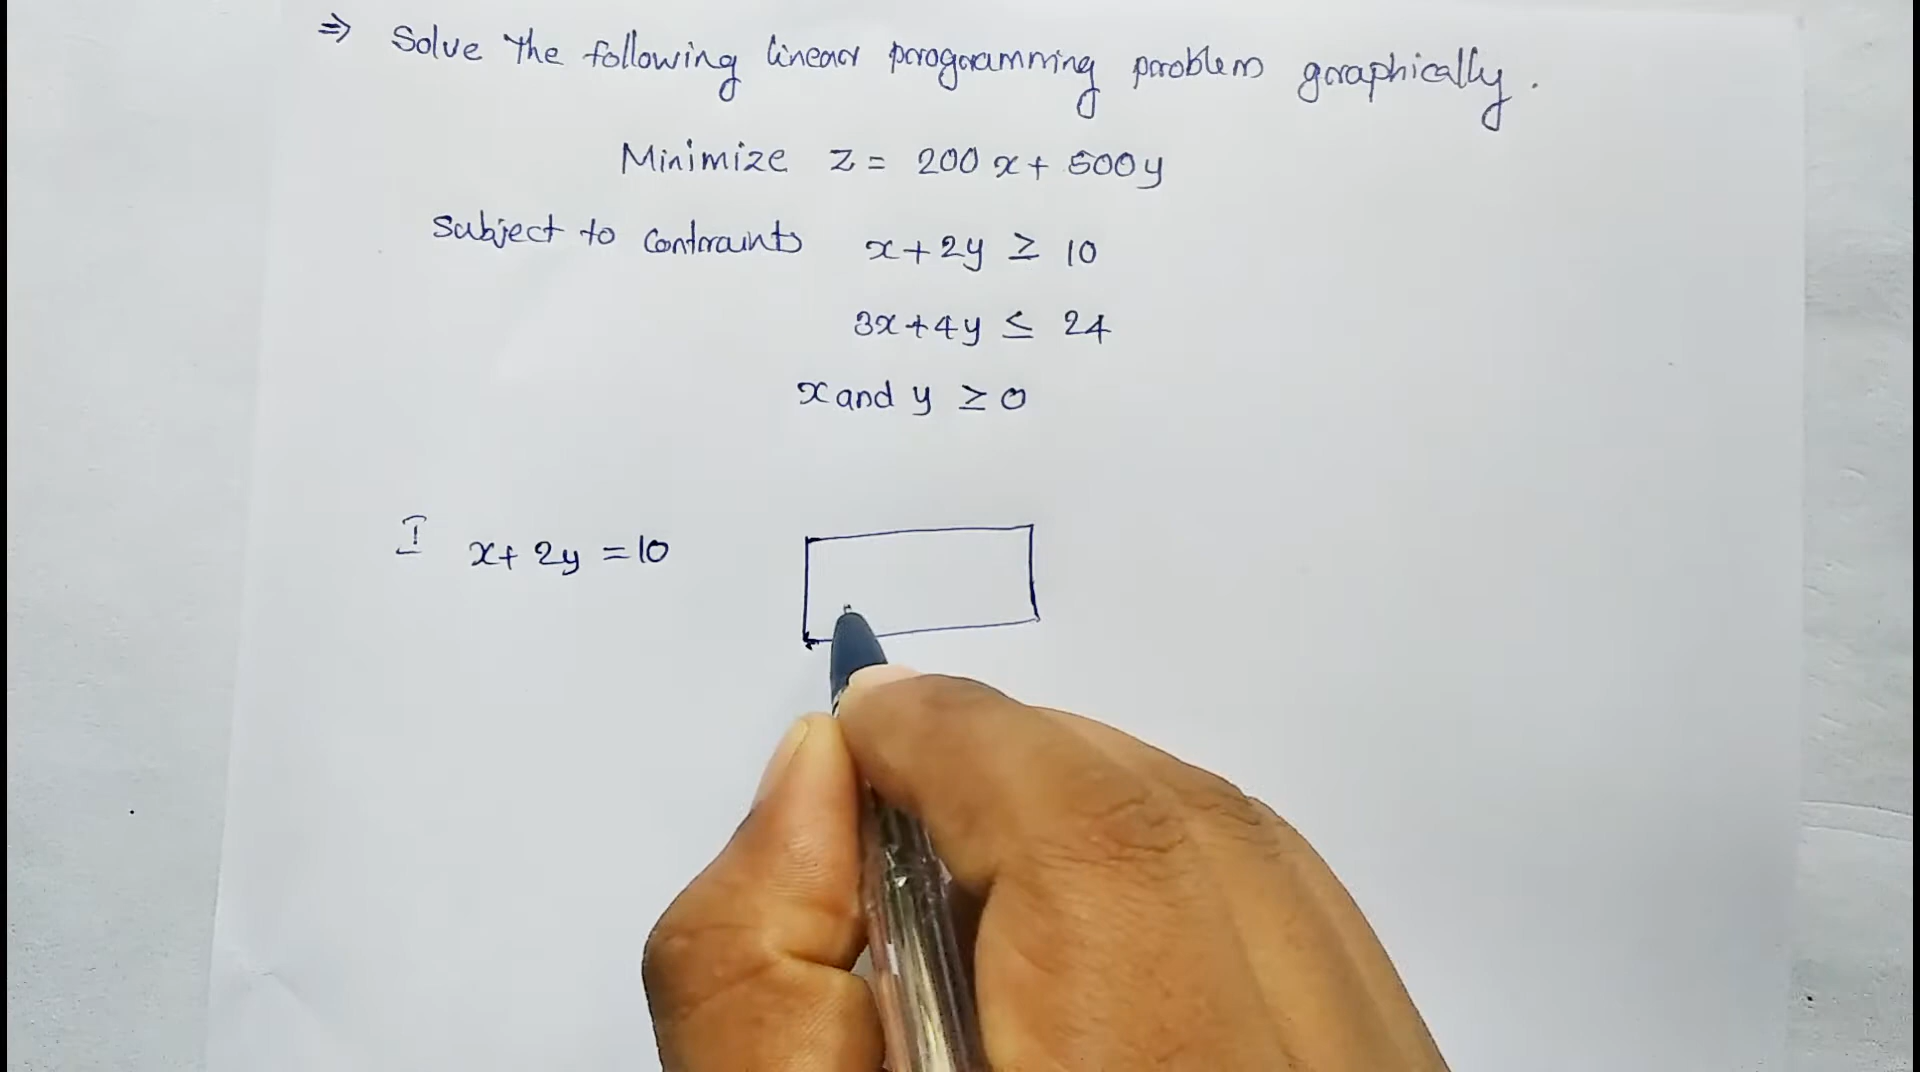 ⇒ Solve the following linear programming problem graphically.
Minimize z = 200x + 500y
Subject to Contraints x + 2y ≥ 10
3x + 4y ≤ 24
x and y ≥ 0
I x + 2y = 10